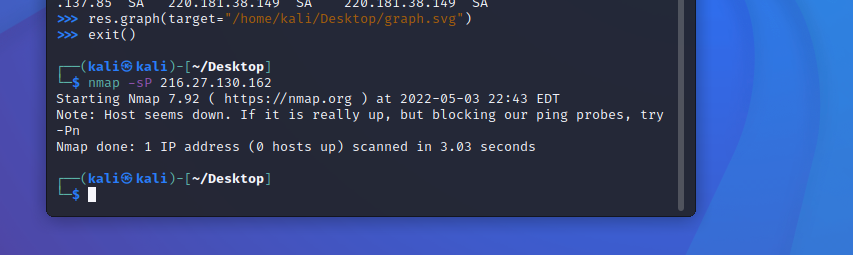 .137.85  SA    220.181.38.149  SA    220.181.38.149  SA
>>> res.graph(target="/home/kali/Desktop/graph.svg")
>>> exit()
┌──(kali㉿kali)-[~/Desktop]
└─$ nmap -sP 216.27.130.162
Starting Nmap 7.92 ( https://nmap.org ) at 2022-05-03 22:43 EDT
Note: Host seems down. If it is really up, but blocking our ping probes, try
-Pn
Nmap done: 1 IP address (0 hosts up) scanned in 3.03 seconds
┌──(kali㉿kali)-[~/Desktop]
└─$